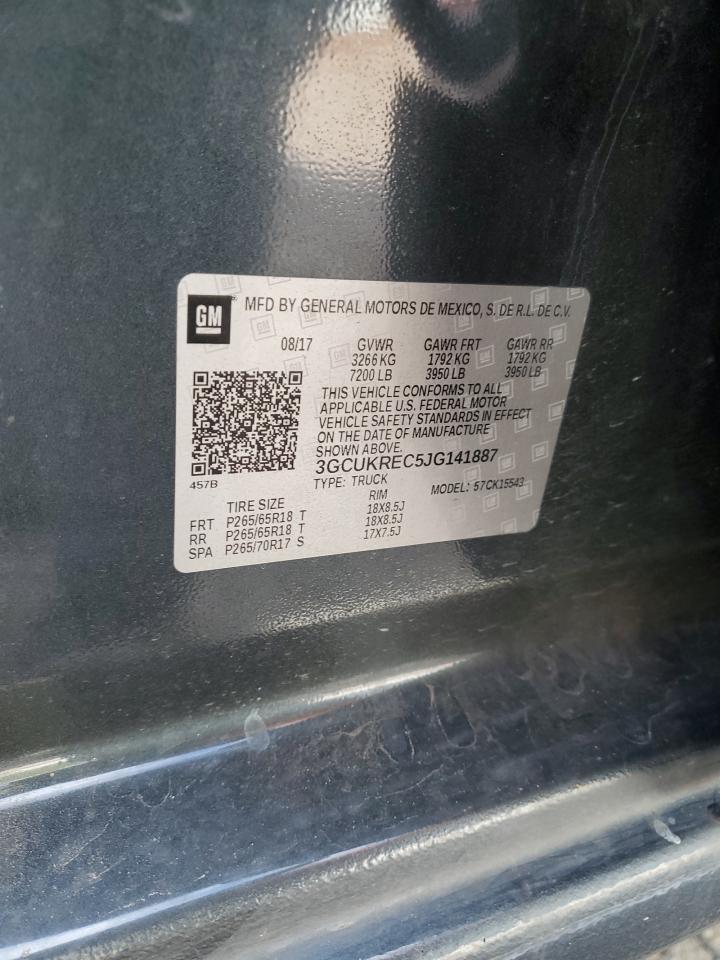 GM
MFD BY GENERAL MOTORS DE MEXICO, S. DE R.L. DE C.V.
08/17 GVWR GAWR FRT GAWR RR
3266 KG 1792 KG 1792 KG
7200 LB 3950 LB 3950 LB
THIS VEHICLE CONFORMS TO ALL
APPLICABLE U.S. FEDERAL MOTOR
VEHICLE SAFETY STANDARDS IN EFFECT
ON THE DATE OF MANUFACTURE
SHOWN ABOVE.
3GCUKREC5JG141887
457B
TYPE: TRUCK MODEL: 57CK15543
TIRE SIZE RIM
FRT P265/65R18 T 18X8.5J
RR P265/65R18 T 18X8.5J
SPA P265/70R17 S 17X7.5J